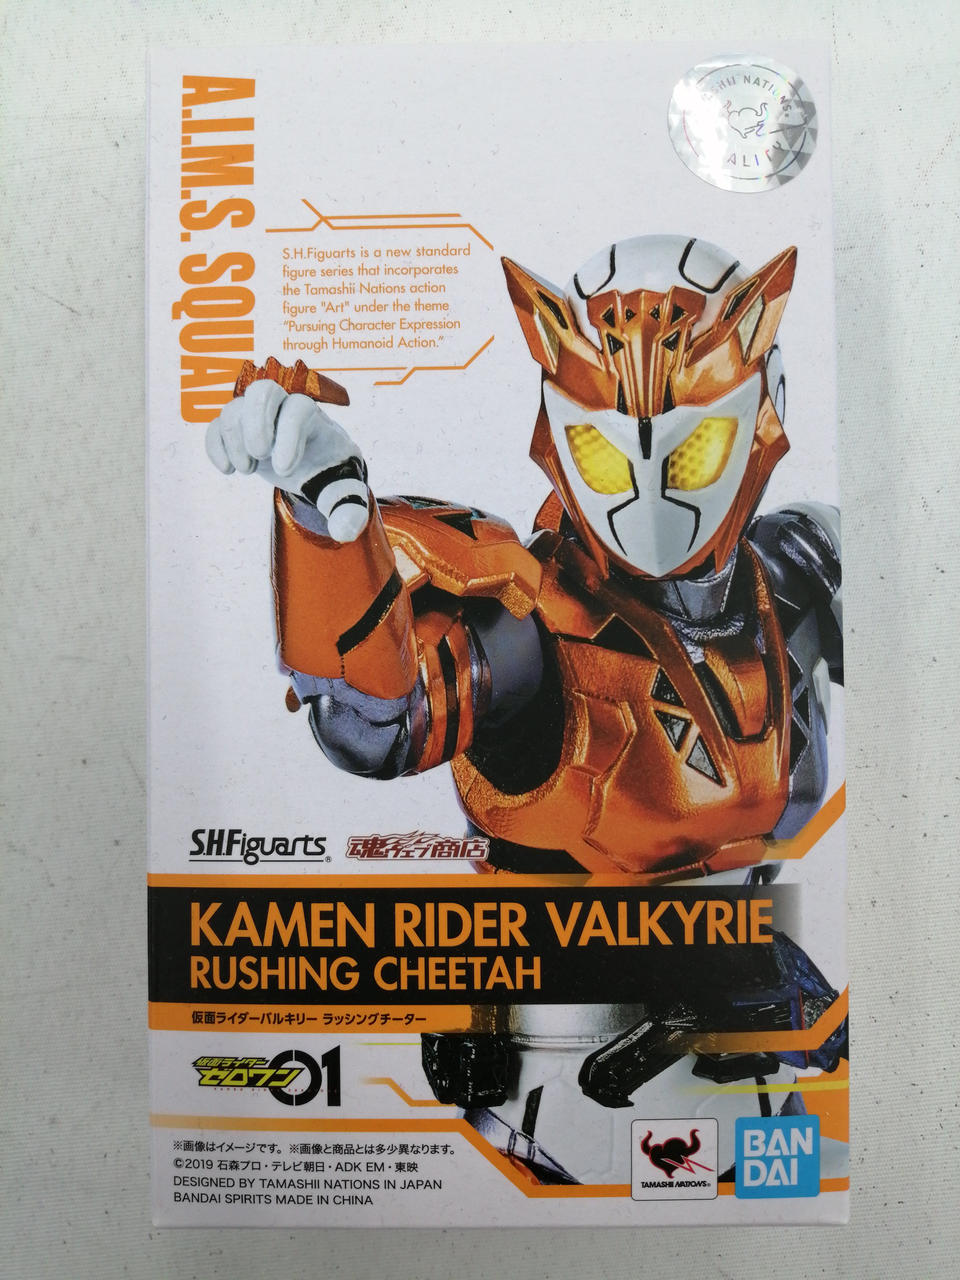 A.I.M.S. SQUAD
TAMASHII NATIONS
QUALITY
S.H.Figuarts is a new standard
figure series that incorporates
the Tamashii Nations action
figure "Art" under the theme
"Pursuing Character Expression
through Humanoid Action."
S.H.Figuarts®
魂ウェブ商店
KAMEN RIDER VALKYRIE
RUSHING CHEETAH
仮面ライダーバルキリー ラッシングチーター
仮面ライダー
ゼロワン 01
※画像はイメージです。 ※画像と商品とは多少異なります。
©2019 石森プロ・テレビ朝日・ADK EM・東映
DESIGNED BY TAMASHII NATIONS IN JAPAN
BANDAI SPIRITS MADE IN CHINA
TAMASHII NATIONS®
BAN
DAI